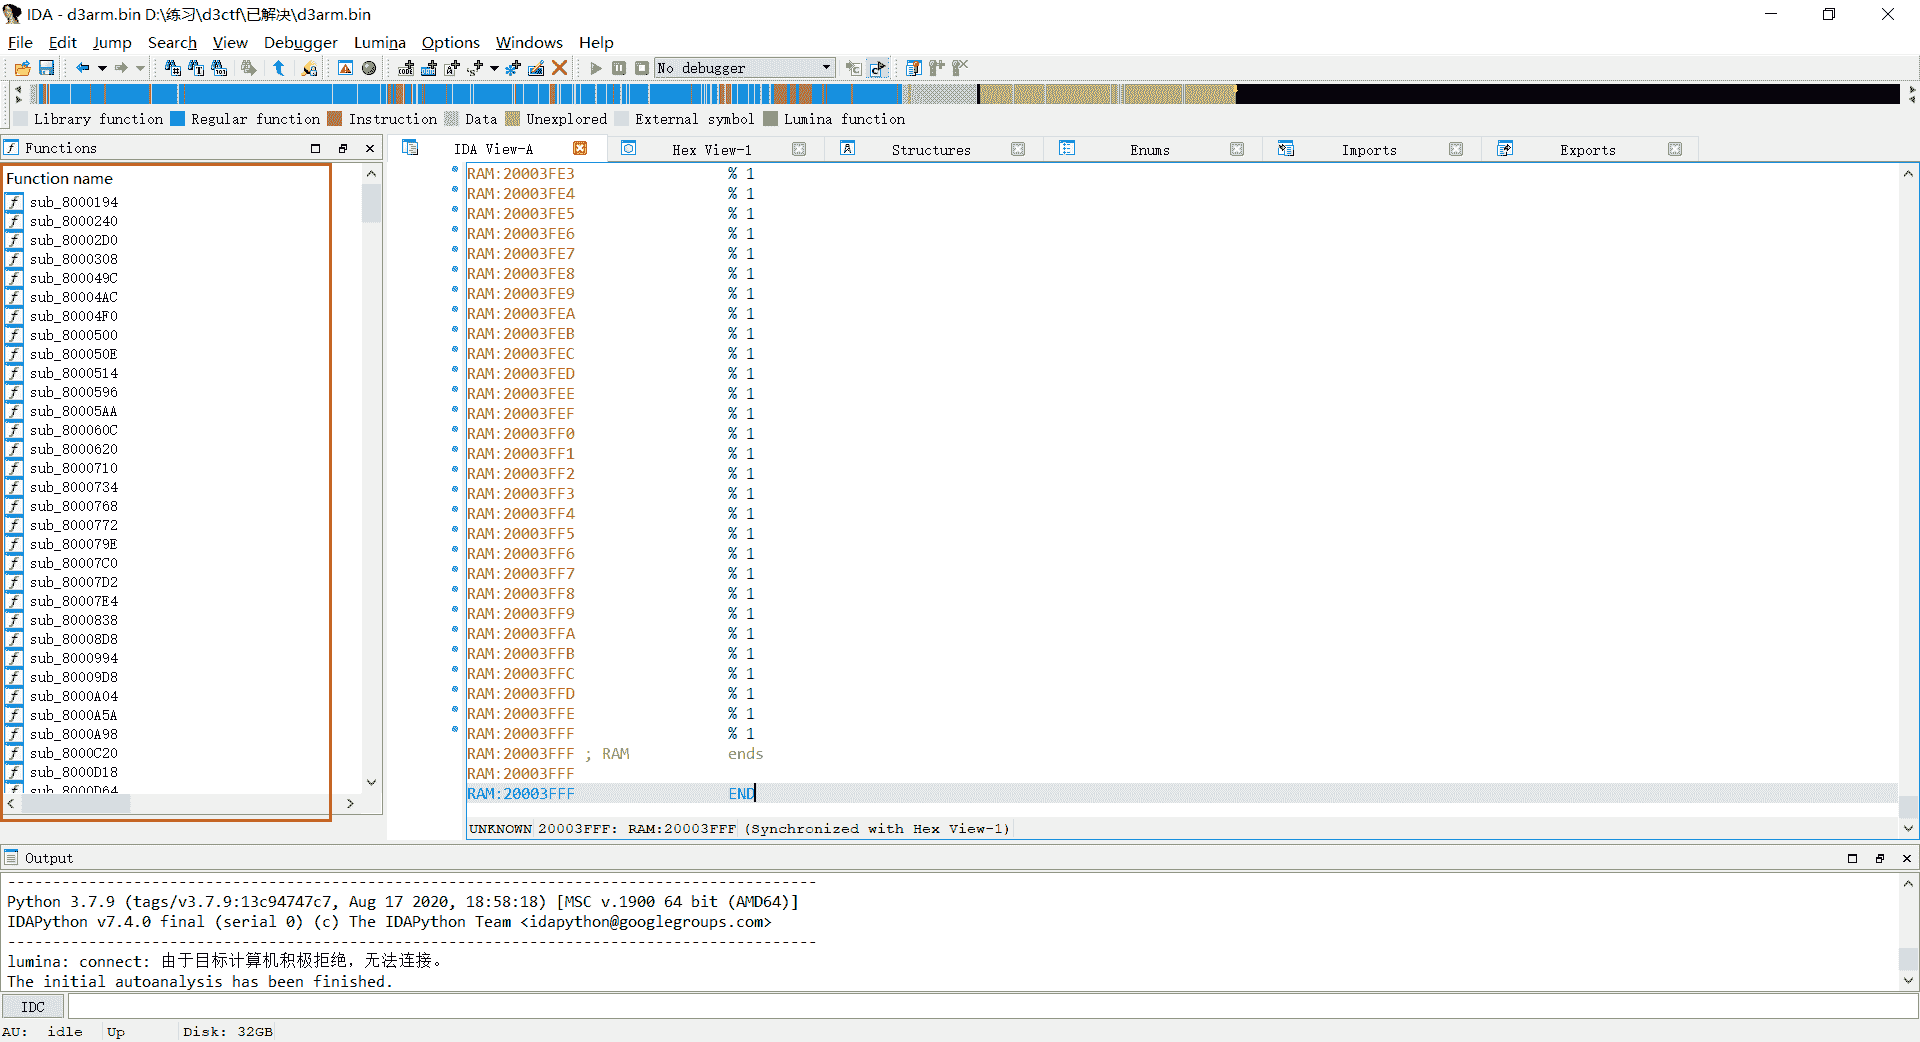 IDA - d3arm.bin D:\练习\d3ctf\已解决\d3arm.bin
File Edit Jump Search View Debugger Lumina Options Windows Help
No debugger
Library function Regular function Instruction Data Unexplored External symbol Lumina function
Functions
IDA View-A Hex View-1 Structures Enums Imports Exports
Function name
sub_8000194
sub_8000240
sub_80002D0
sub_8000308
sub_800049C
sub_80004AC
sub_80004F0
sub_8000500
sub_800050E
sub_8000514
sub_8000596
sub_80005AA
sub_800060C
sub_8000620
sub_8000710
sub_8000734
sub_8000768
sub_8000772
sub_800079E
sub_80007C0
sub_80007D2
sub_80007E4
sub_8000838
sub_80008D8
sub_8000994
sub_80009D8
sub_8000A04
sub_8000A5A
sub_8000A98
sub_8000C20
sub_8000D18
sub_8000D64
RAM:20003FE3 % 1
RAM:20003FE4 % 1
RAM:20003FE5 % 1
RAM:20003FE6 % 1
RAM:20003FE7 % 1
RAM:20003FE8 % 1
RAM:20003FE9 % 1
RAM:20003FEA % 1
RAM:20003FEB % 1
RAM:20003FEC % 1
RAM:20003FED % 1
RAM:20003FEE % 1
RAM:20003FEF % 1
RAM:20003FF0 % 1
RAM:20003FF1 % 1
RAM:20003FF2 % 1
RAM:20003FF3 % 1
RAM:20003FF4 % 1
RAM:20003FF5 % 1
RAM:20003FF6 % 1
RAM:20003FF7 % 1
RAM:20003FF8 % 1
RAM:20003FF9 % 1
RAM:20003FFA % 1
RAM:20003FFB % 1
RAM:20003FFC % 1
RAM:20003FFD % 1
RAM:20003FFE % 1
RAM:20003FFF % 1
RAM:20003FFF ; RAM ends
RAM:20003FFF
RAM:20003FFF END
UNKNOWN 20003FFF: RAM:20003FFF (Synchronized with Hex View-1)
Output
------------------------------------------------------------------------------------------
Python 3.7.9 (tags/v3.7.9:13c94747c7, Aug 17 2020, 18:58:18) [MSC v.1900 64 bit (AMD64)]
IDAPython v7.4.0 final (serial 0) (c) The IDAPython Team <idapython@googlegroups.com>
------------------------------------------------------------------------------------------
lumina: connect: 由于目标计算机积极拒绝，无法连接。
The initial autoanalysis has been finished.
IDC
AU: idle Up Disk: 32GB